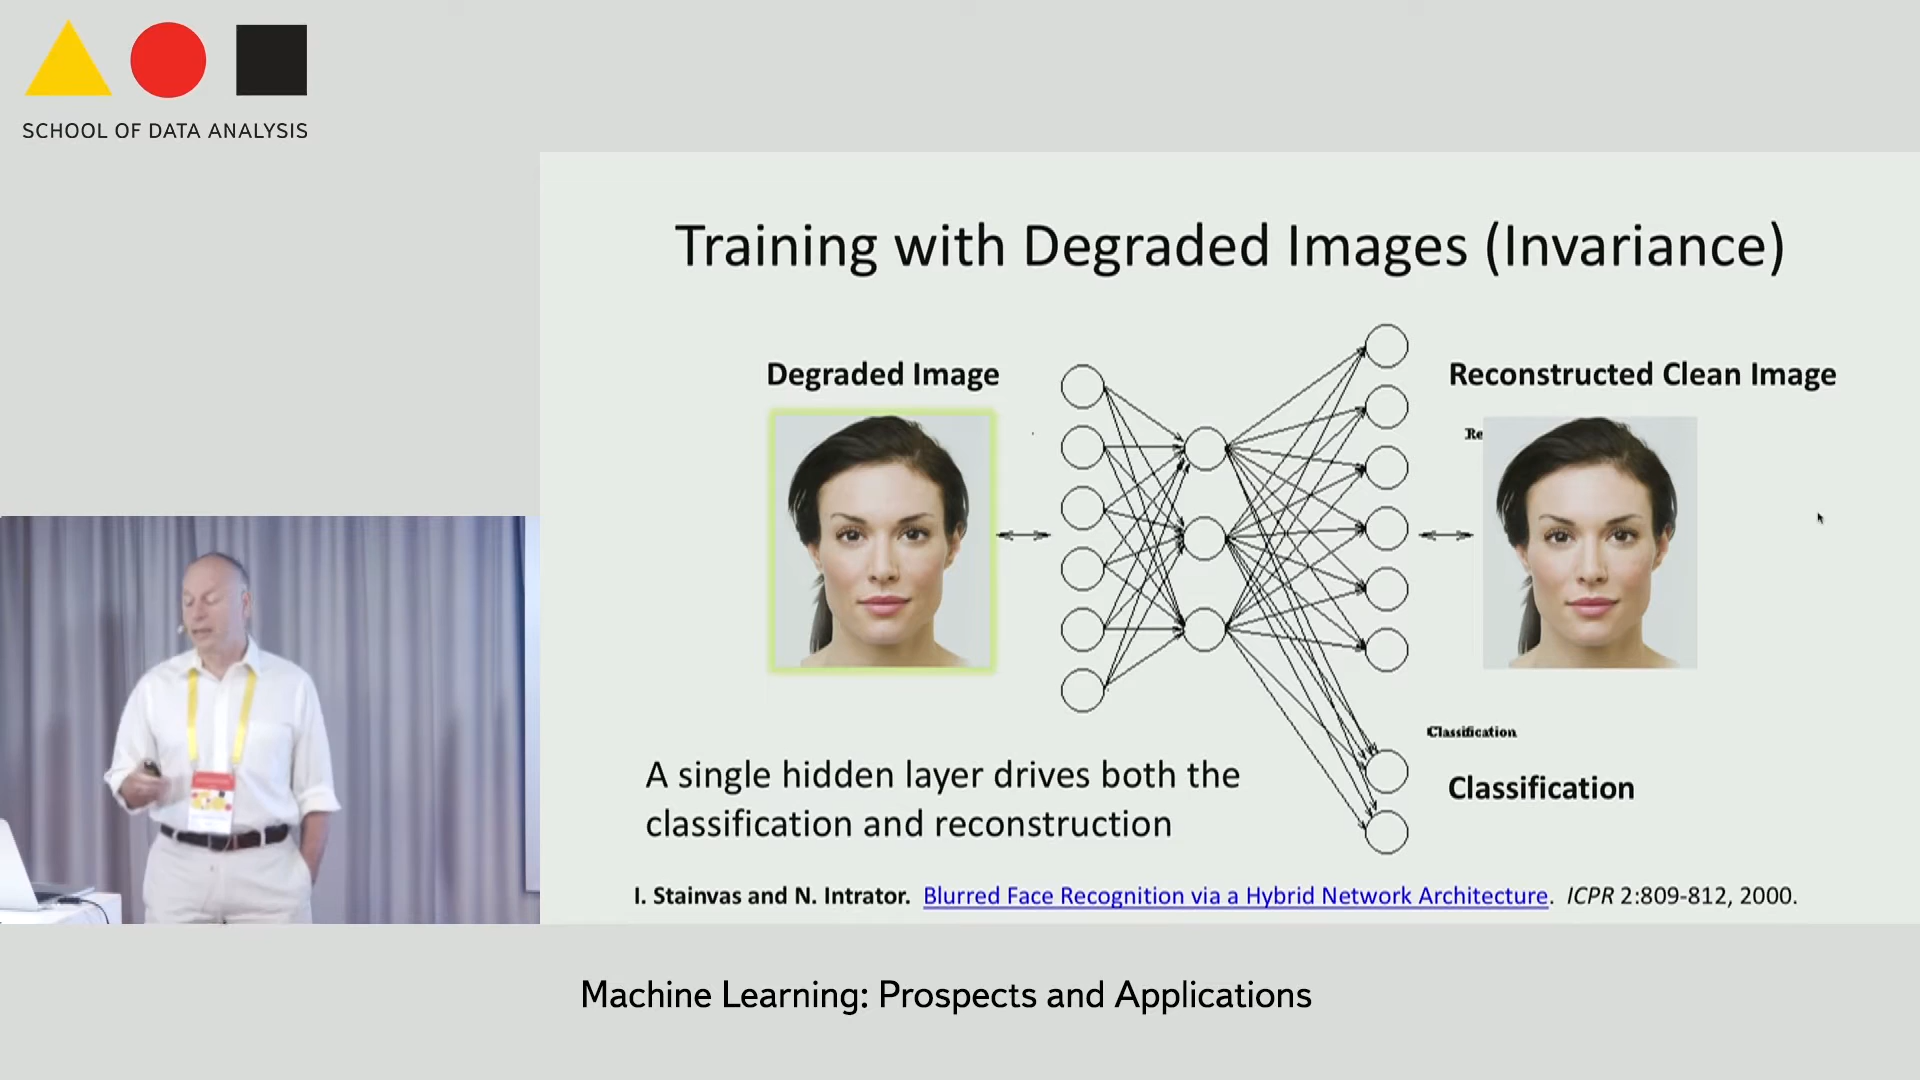 SCHOOL OF DATA ANALYSIS
Training with Degraded Images (Invariance)
Degraded Image
Reconstructed Clean Image
Re
Classification
Classification
A single hidden layer drives both the
classification and reconstruction
I. Stainvas and N. Intrator. Blurred Face Recognition via a Hybrid Network Architecture. ICPR 2:809-812, 2000.
Machine Learning: Prospects and Applications